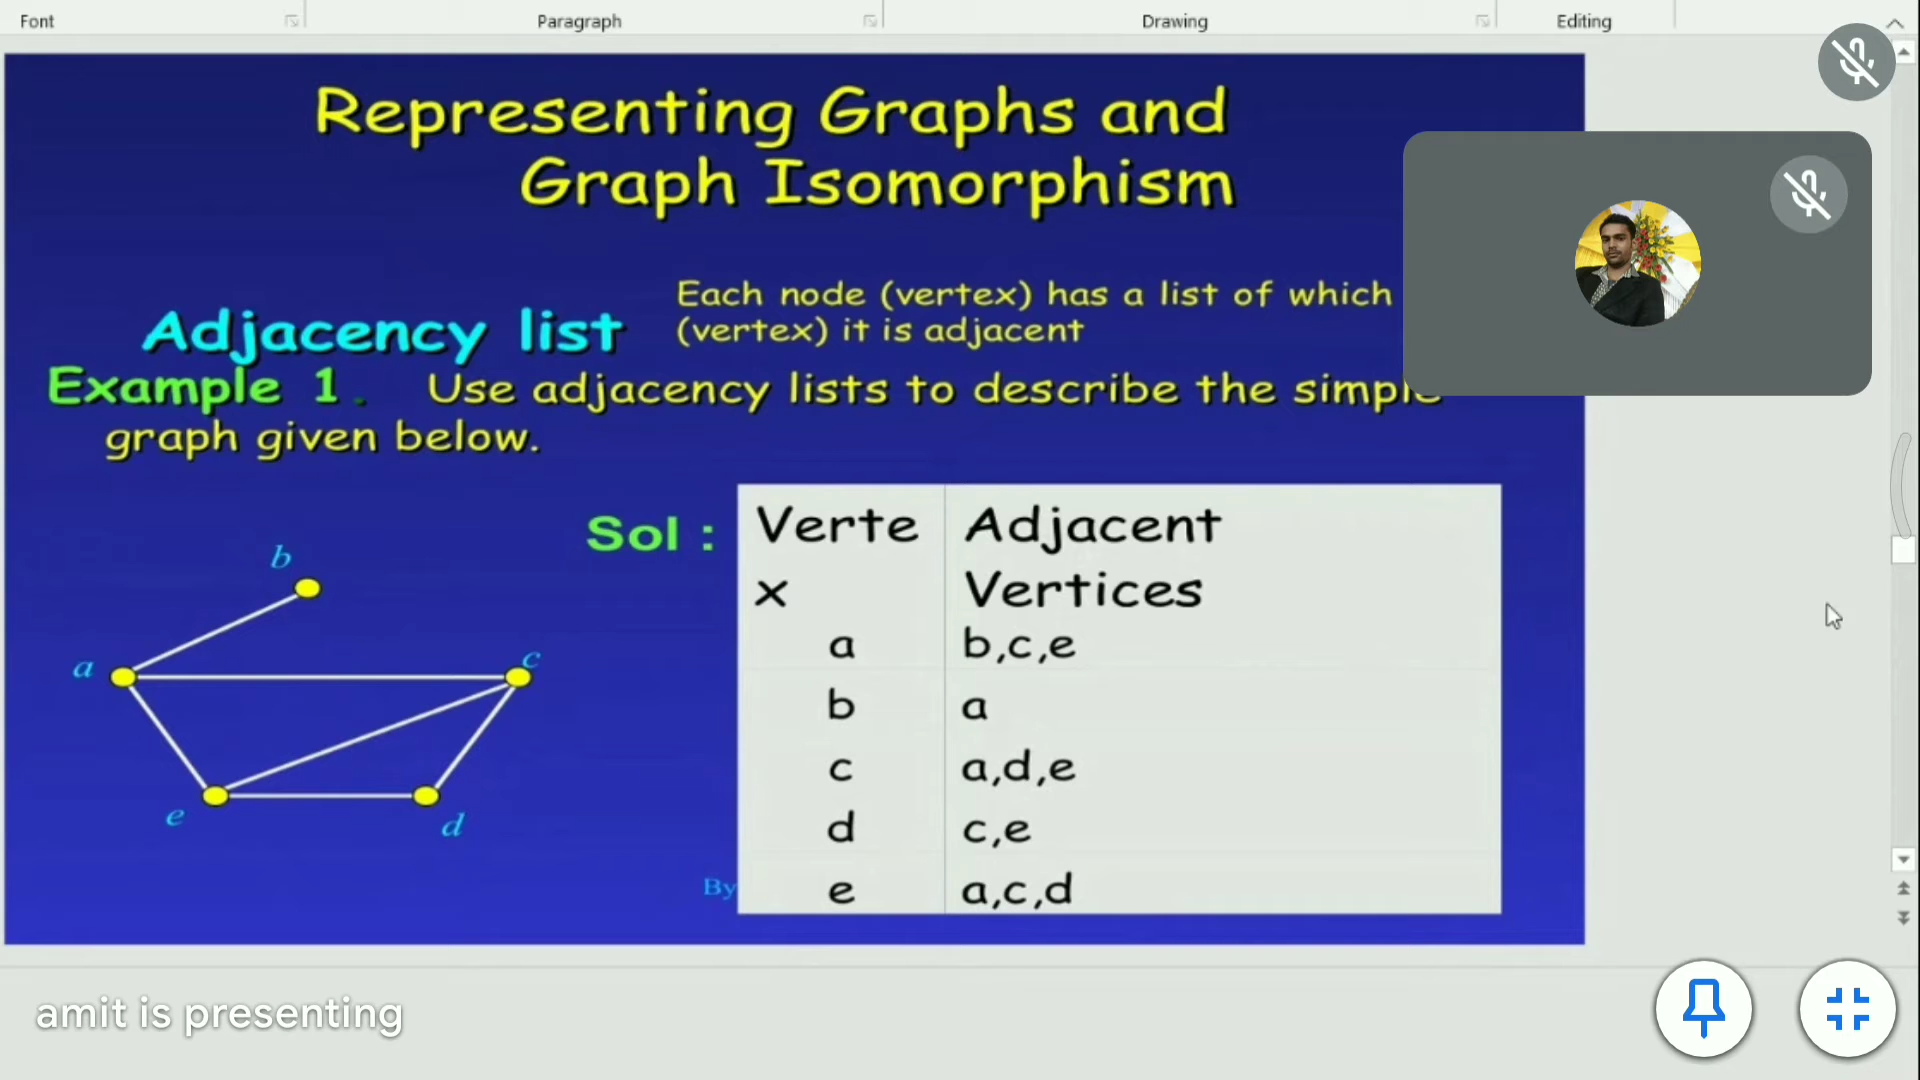 Font Paragraph Drawing Editing
Representing Graphs and
Graph Isomorphism
Adjacency list
Each node (vertex) has a list of which
(vertex) it is adjacent
Example 1. Use adjacency lists to describe the simple
graph given below.
Sol :
Verte Adjacent
x Vertices
a b,c,e
b a
c a,d,e
d c,e
e a,c,d
b
a
c
e
d
By
amit is presenting